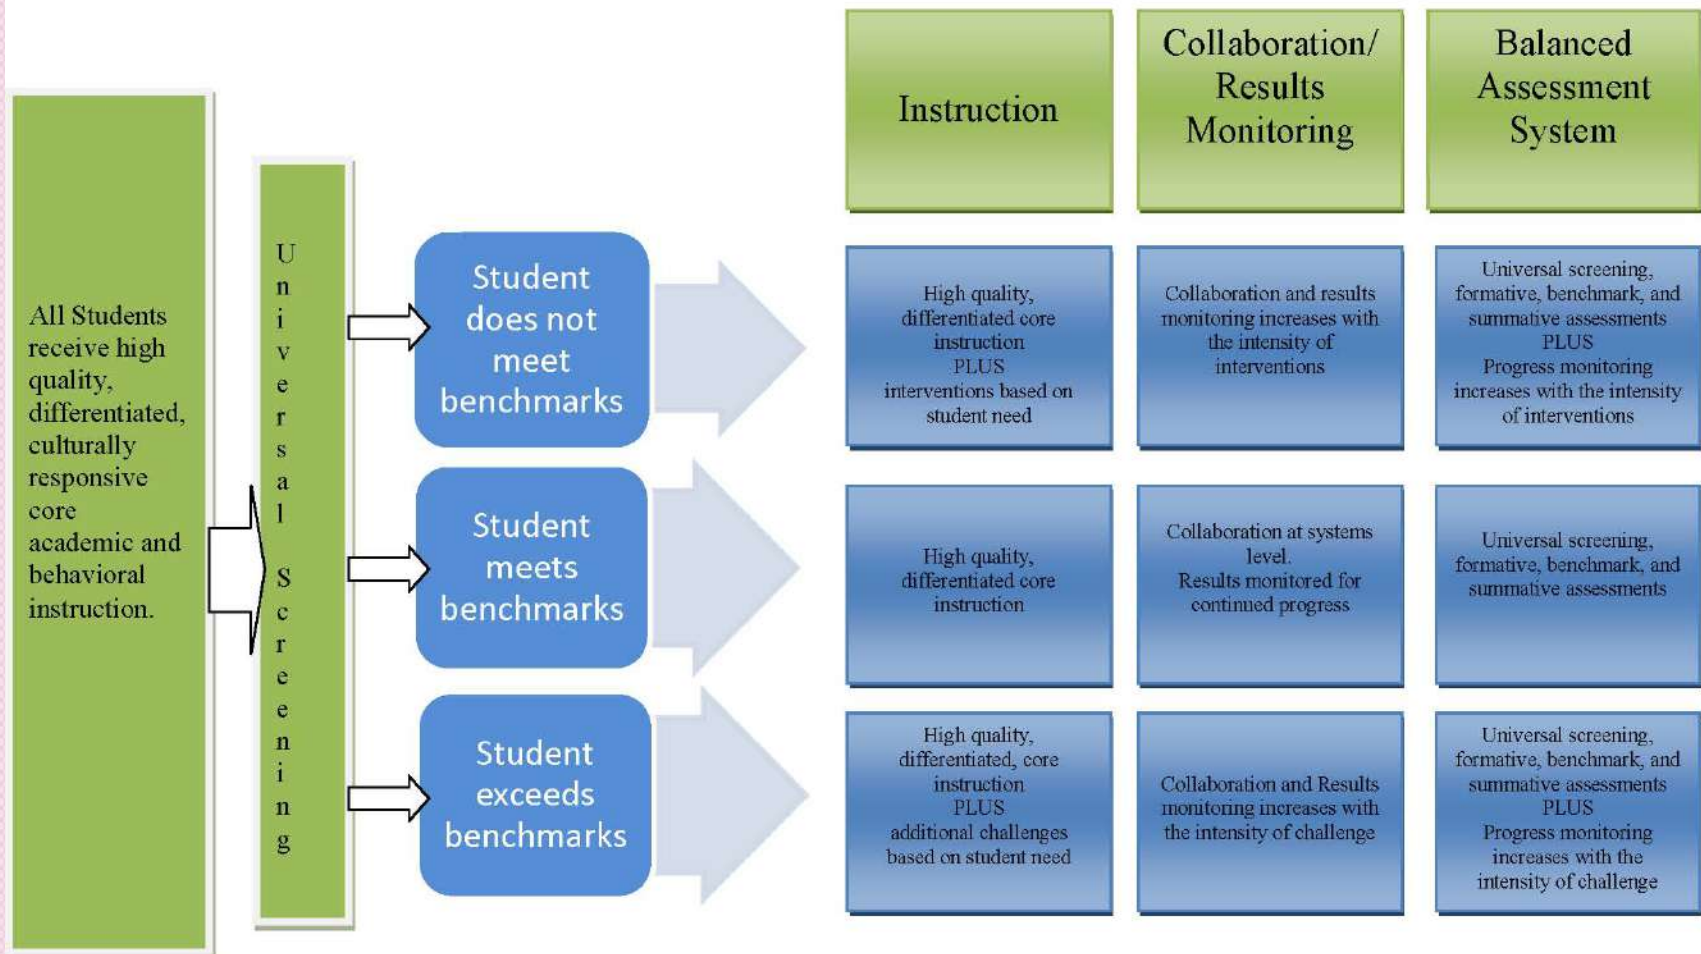 All Students
receive high
quality,
differentiated,
culturally
responsive
core
academic and
behavioral
instruction.
Universal Screening
Student
does not
meet
benchmarks
Student
meets
benchmarks
Student
exceeds
benchmarks
Instruction
Collaboration/
Results
Monitoring
Balanced
Assessment
System
High quality,
differentiated core
instruction
PLUS
interventions based on
student need
Collaboration and results
monitoring increases with
the intensity of
interventions
Universal screening,
formative, benchmark, and
summative assessments
PLUS
Progress monitoring
increases with the intensity
of interventions
High quality,
differentiated core
instruction
Collaboration at systems
level.
Results monitored for
continued progress
Universal screening,
formative, benchmark, and
summative assessments
High quality,
differentiated, core
instruction
PLUS
additional challenges
based on student need
Collaboration and Results
monitoring increases with
the intensity of challenge
Universal screening,
formative, benchmark, and
summative assessments
PLUS
Progress monitoring
increases with the
intensity of challenge